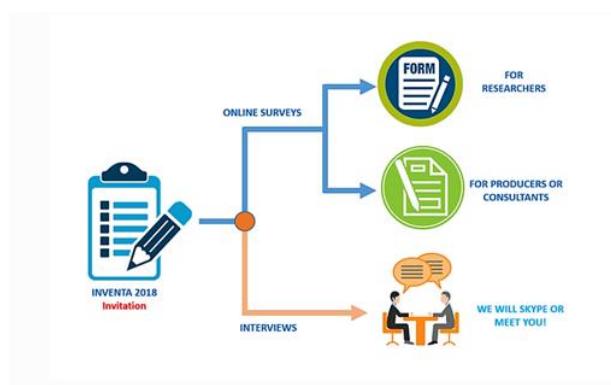 ONLINE SURVEYS
FORM
FOR
RESEARCHERS
FOR PRODUCERS OR
CONSULTANTS
INVENTA 2018
Invitation
INTERVIEWS
WE WILL SKYPE OR
MEET YOU!